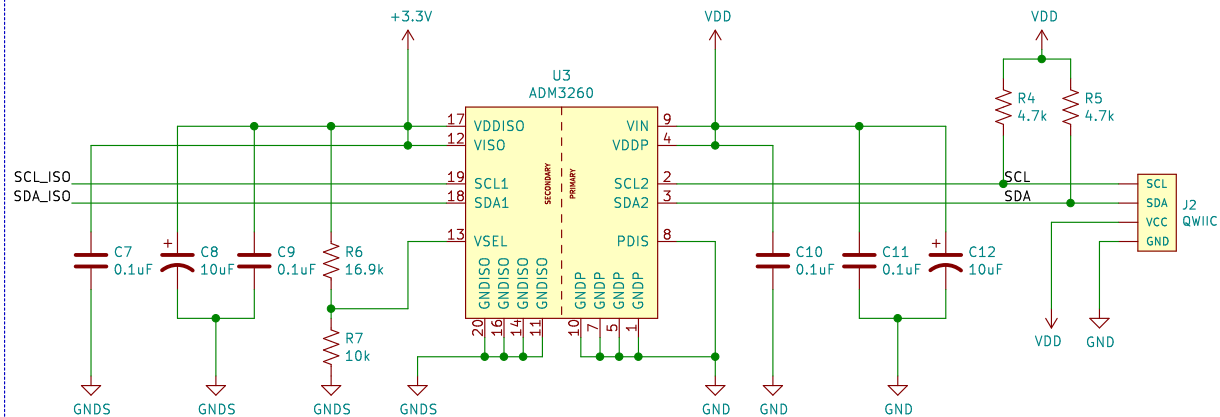 +3.3V
VDD
VDD
U3
ADM3260
R4
4.7k
R5
4.7k
17
VDDISO
VIN
9
12
VISO
VDDP
4
SECONDARY
PRIMARY
SCL_ISO
19
SCL1
SCL2
2
SCL
SCL
SDA_ISO
18
SDA1
SDA2
3
SDA
SDA
J2
QWIIC
VCC
GND
13
VSEL
PDIS
8
C7
0.1uF
+
C8
10uF
C9
0.1uF
R6
16.9k
GNDISO
GNDISO
GNDISO
GNDISO
GNDP
GNDP
GNDP
GNDP
C10
0.1uF
C11
0.1uF
+
C12
10uF
20
16
14
11
10
7
5
1
R7
10k
VDD
GND
GNDS
GNDS
GNDS
GNDS
GND
GND
GND